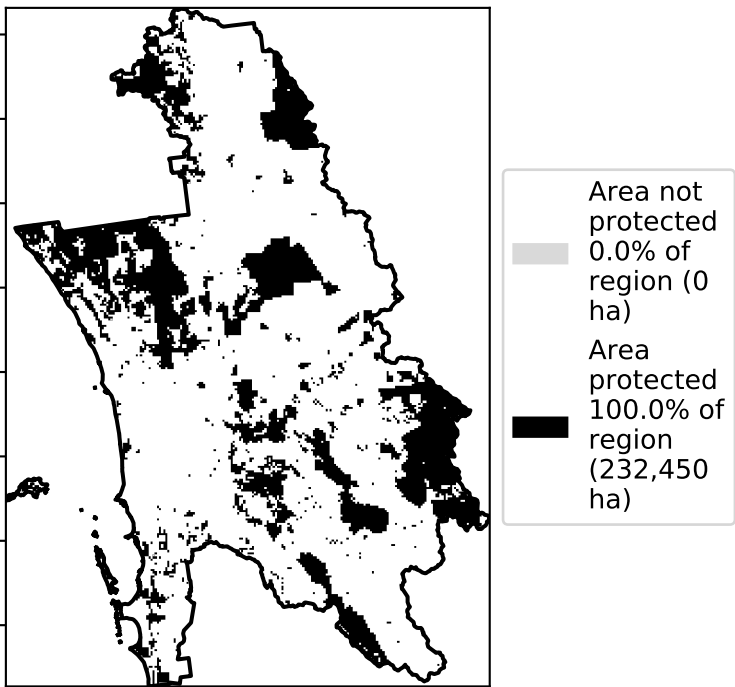 Area not
protected
0.0% of
region (0
ha)
Area
protected
100.0% of
region
(232,450
ha)